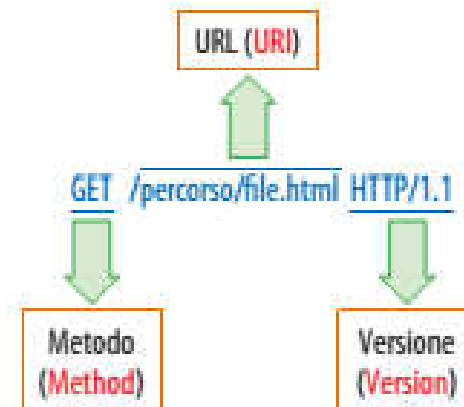 URL (URI)
GET /percorso/file.html HTTP/1.1
Metodo
(Method)
Versione
(Version)